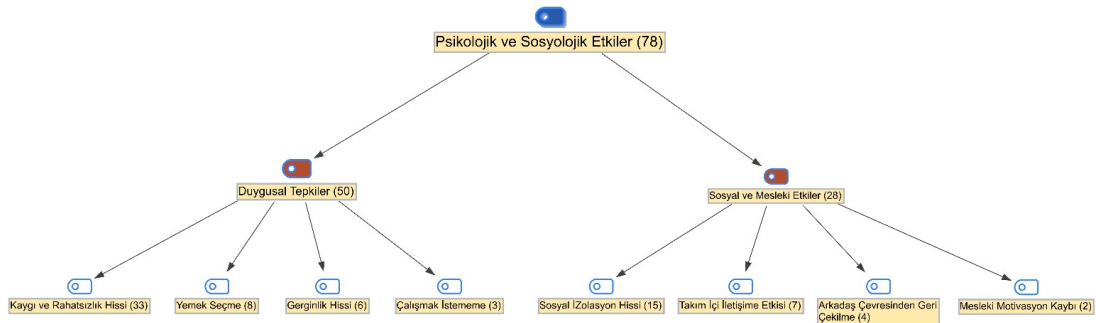 Psikolojik ve Sosyolojik Etkiler (78)
Duygusal Tepkiler (50)
Sosyal ve Mesleki Etkiler (28)
Kaygı ve Rahatsızlık Hissi (33)
Yemek Seçme (8)
Gerginlik Hissi (6)
Çalışmak İstememe (3)
Sosyal İZolasyon Hissi (15)
Takım İçi İletişime Etkisi (7)
Arkadaş Çevresinden Geri
Çekilme (4)
Mesleki Motivasyon Kaybı (2)